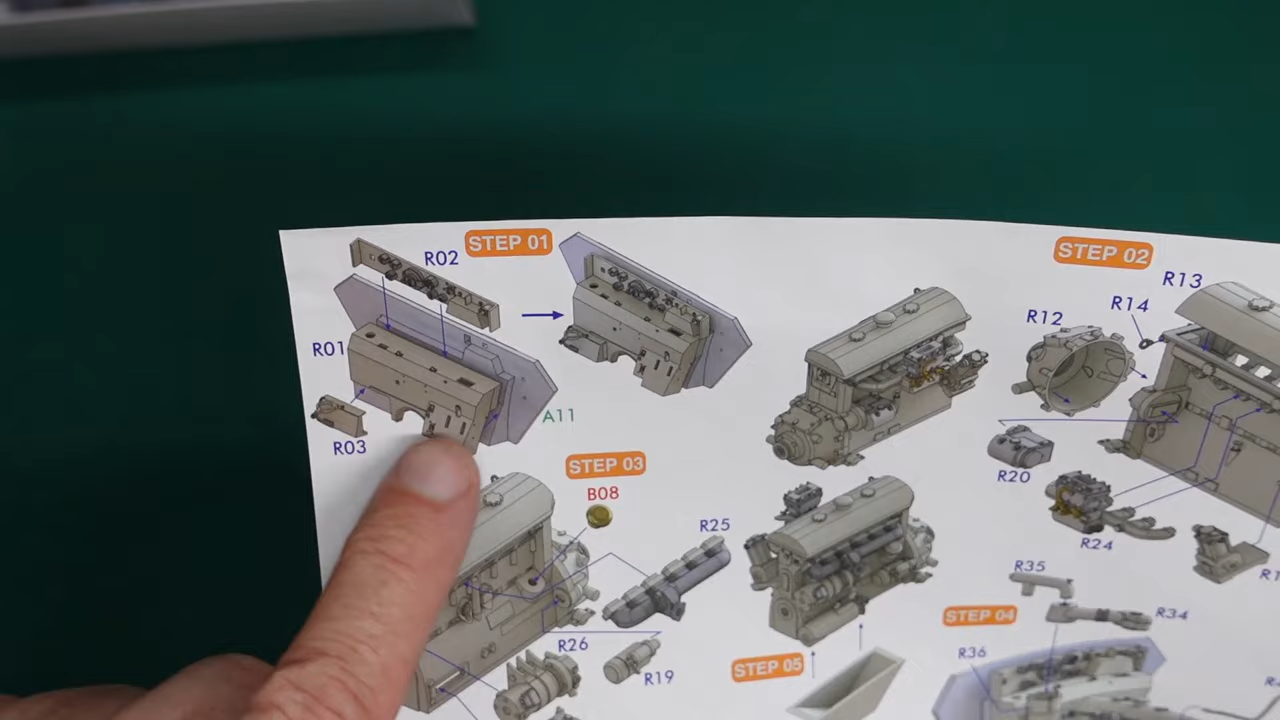 STEP 01
R02
R01
R03
A11
STEP 02
R13
R14
R12
R20
R24
STEP 03
B08
R25
R26
R19
STEP 05
R35
STEP 04
R34
R36